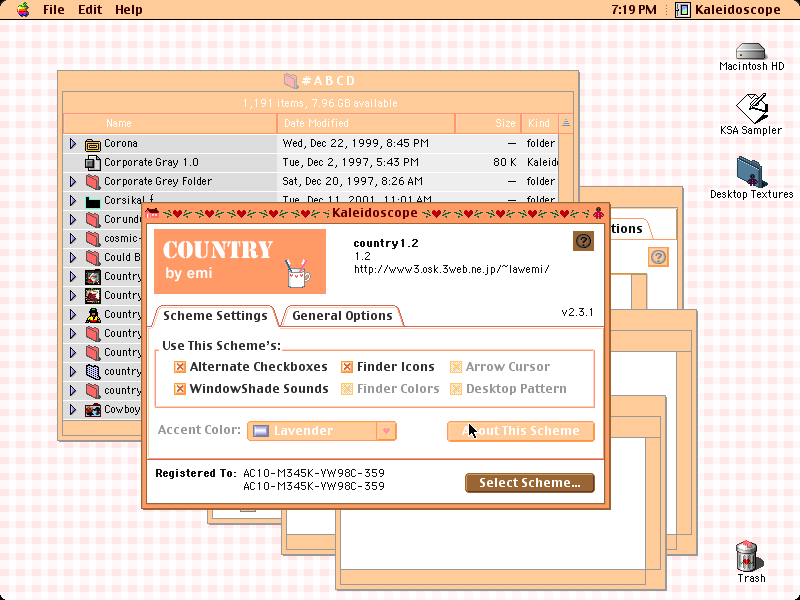 File Edit Help
7:19 PM
Kaleidoscope
Macintosh HD
KSA Sampler
Desktop Textures
Trash
#ABCD
1,191 items, 7.96 GB available
Name Date Modified Size Kind
Corona Wed, Dec 22, 1999, 8:45 PM — folder
Corporate Gray 1.0 Tue, Dec 2, 1997, 5:43 PM 80 K Kaleid
Corporate Grey Folder Sat, Dec 20, 1997, 8:26 AM — folder
Corsika f Tue, Dec 11, 2001, 11:01 AM — folder
Corund
cosmic-
Could B
Country
Country
Country
Country
Country
country
country
Cowboy
tions
?
Kaleidoscope
COUNTRY
by emi
country1.2
1.2
http://www3.osk.3web.ne.jp/~lawemi/
?
Scheme Settings
General Options
v2.3.1
Use This Scheme's:
Alternate Checkboxes
Finder Icons
Arrow Cursor
WindowShade Sounds
Finder Colors
Desktop Pattern
Accent Color:
Lavender
out This Scheme
Registered To: AC10-M345K-VW98C-359
AC10-M345K-VW98C-359
Select Scheme...